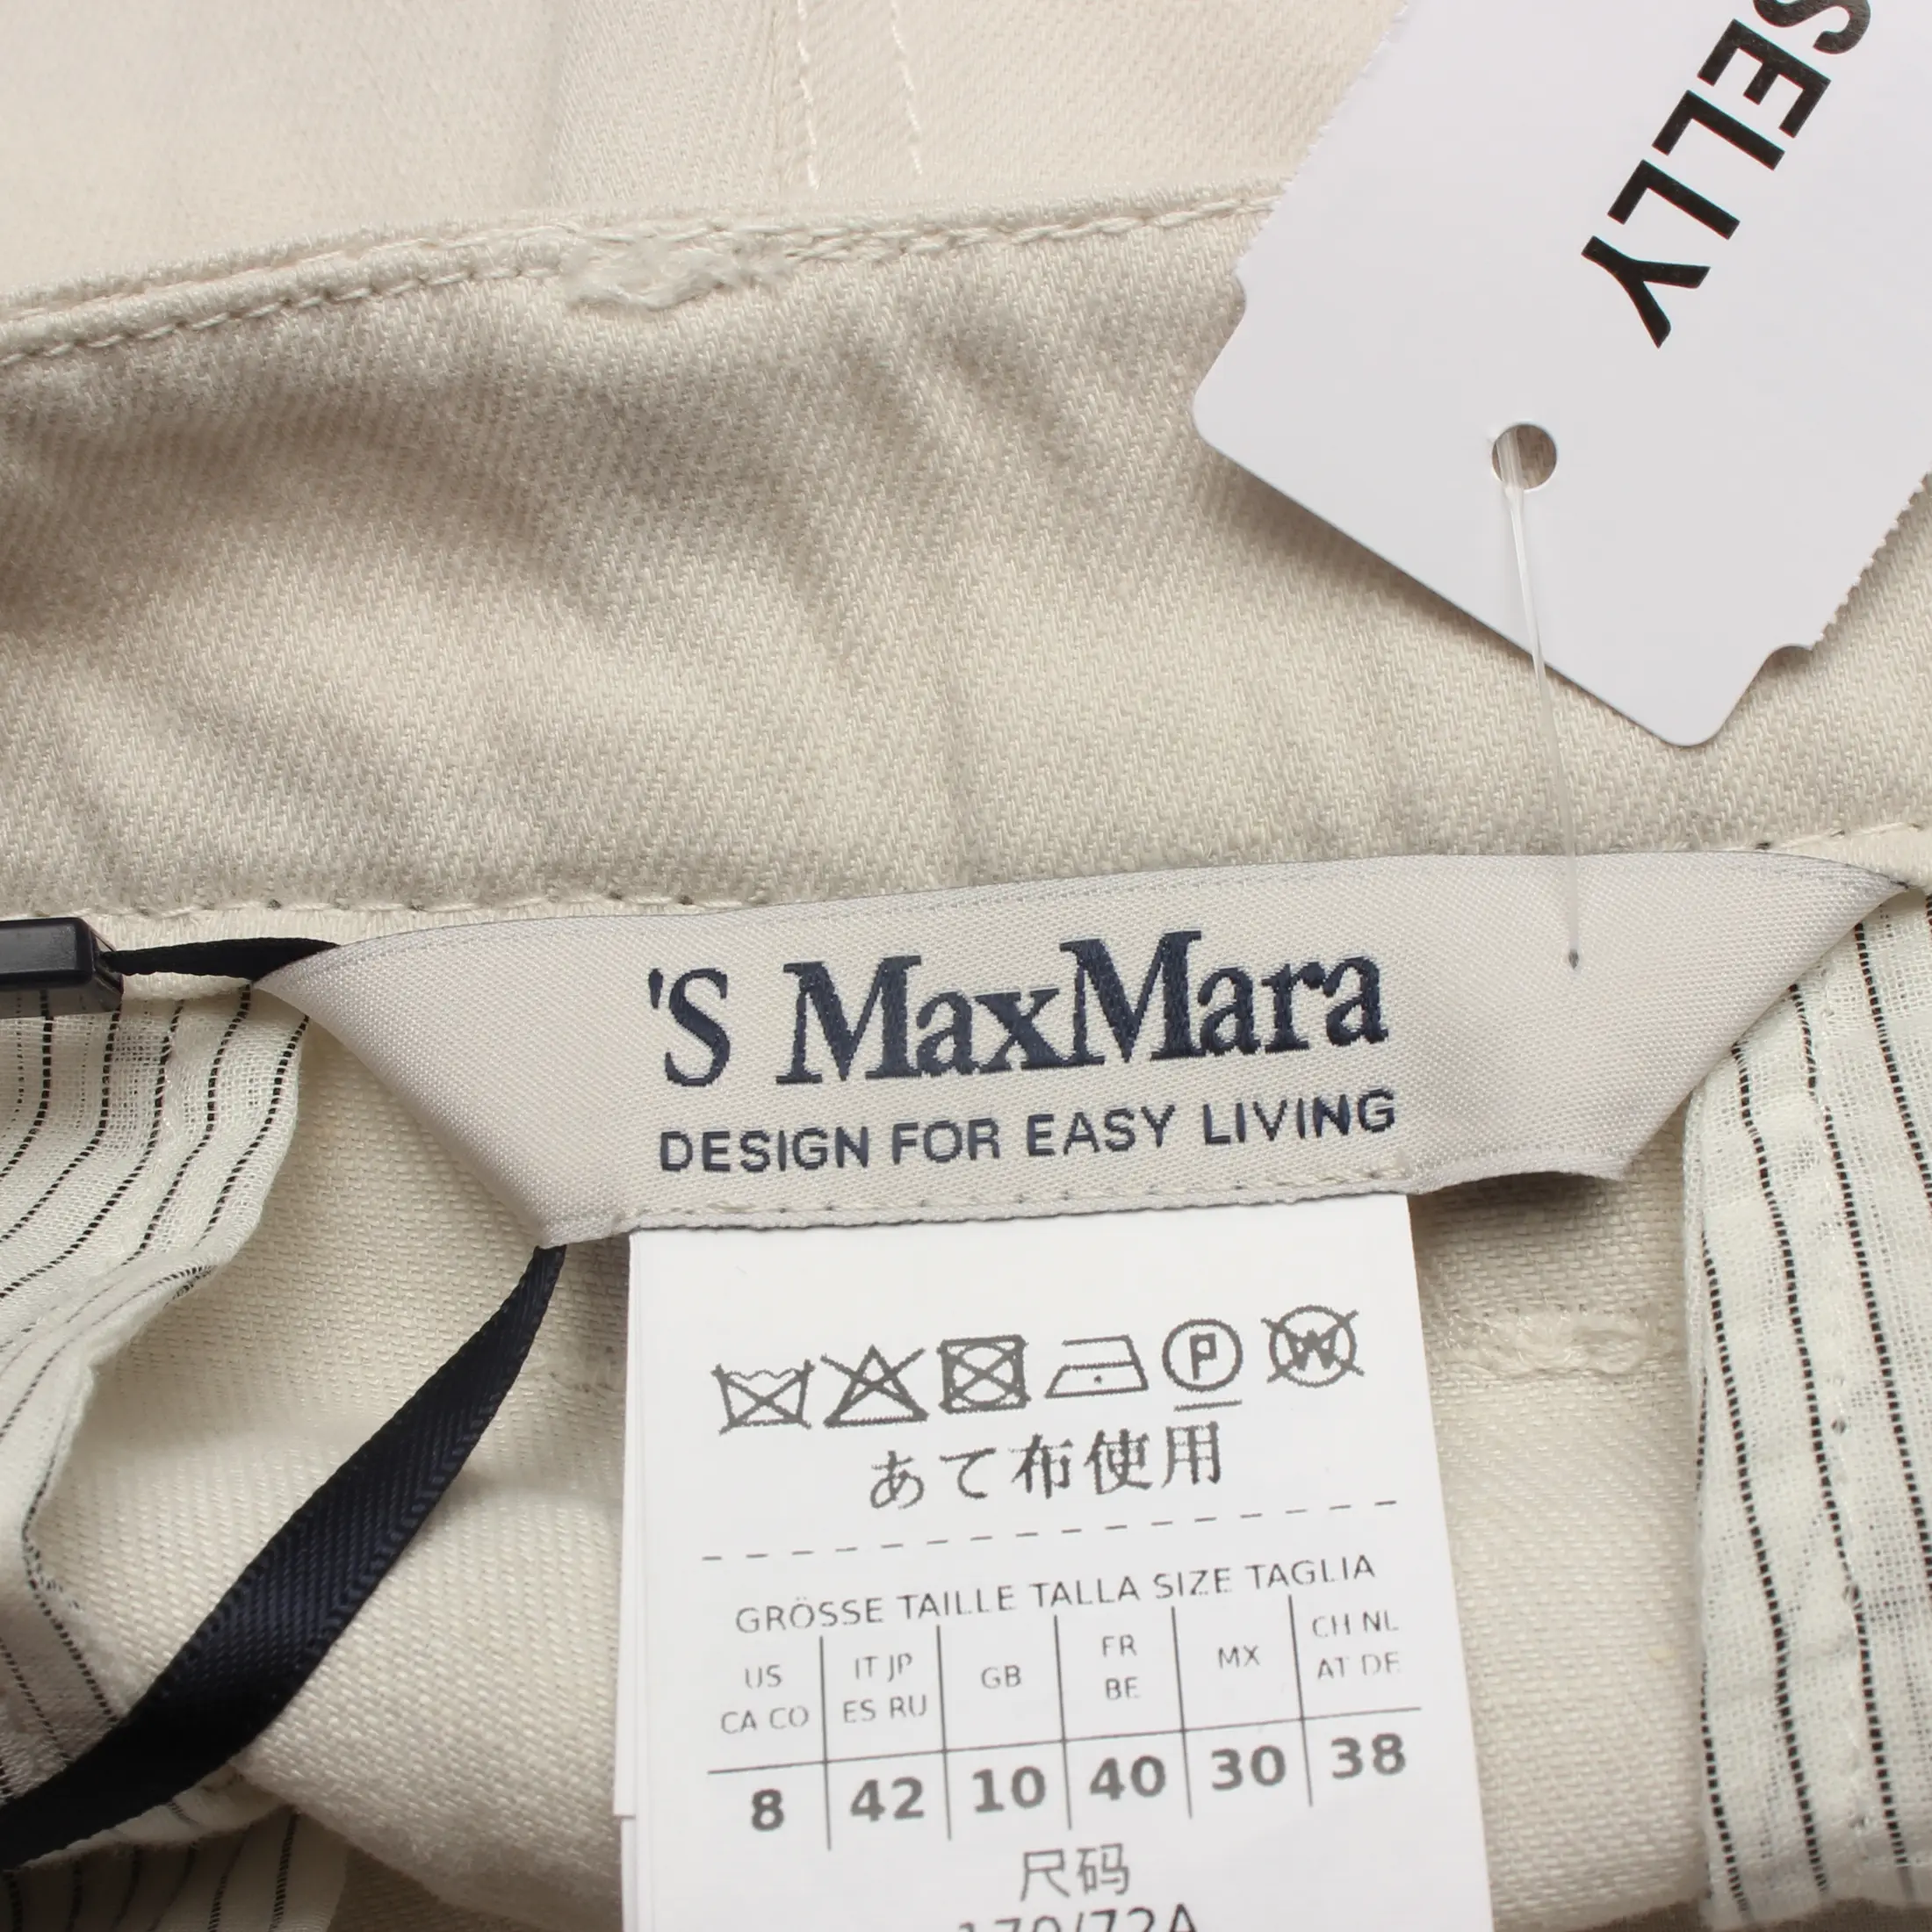 SELLY
'S MaxMara
DESIGN FOR EASY LIVING
P W
あて布使用
GRÖSSE TAILLE TALLA SIZE TAGLIA
US IT JP GB FR MX CH NL
CA CO ES RU BE AT DE
8 42 10 40 30 38
尺码
170/72A